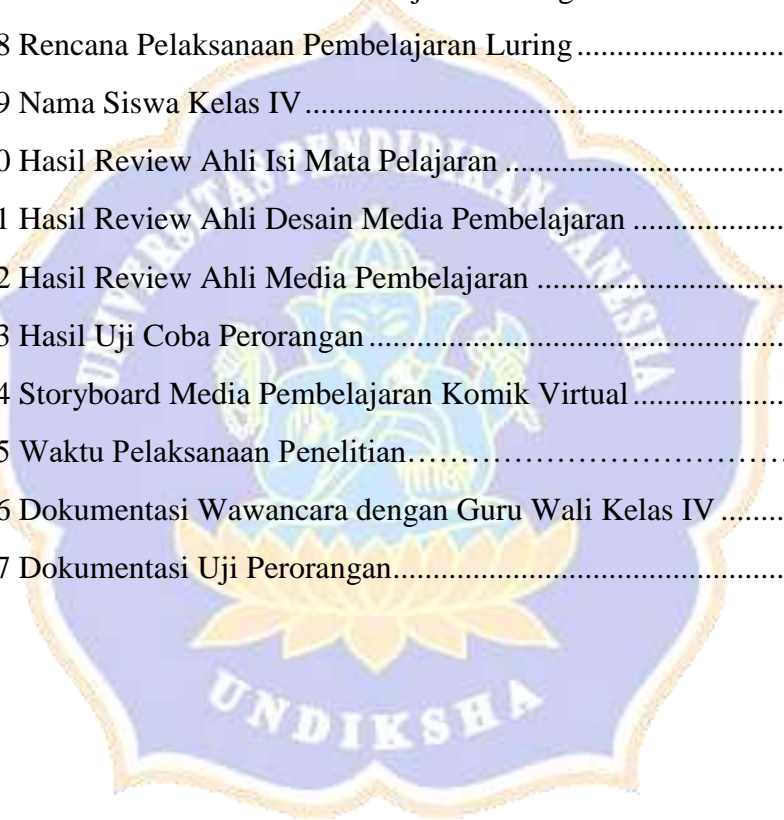 8 Rencana Pelaksanaan Pembelajaran Luring........................
9 Nama Siswa Kelas IV........................................................
0 Hasil Review Ahli Isi Mata Pelajaran ................................
1 Hasil Review Ahli Desain Media Pembelajaran ..................
2 Hasil Review Ahli Media Pembelajaran ............................
3 Hasil Uji Coba Perorangan ................................................
4 Storyboard Media Pembelajaran Komik Virtual..................
5 Waktu Pelaksanaan Penelitian……………………………….
6 Dokumentasi Wawancara dengan Guru Wali Kelas IV ........
7 Dokumentasi Uji Perorangan..............................................
UNIVERSITAS PENDIDIKAN GANESHA
UNDIKSHA